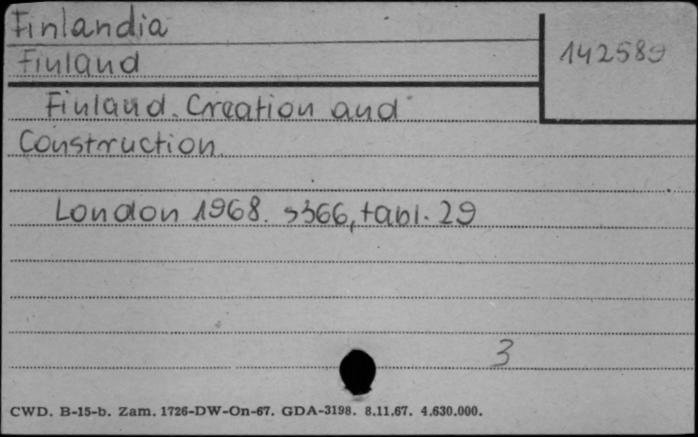 Finlandia
Finland
142589
Finland. Creation and
Construction.
London 1968. s366, tabl. 29
3
CWD. B-15-b. Zam. 1726-DW-On-67. GDA-3198. 8.11.67. 4.630.000.